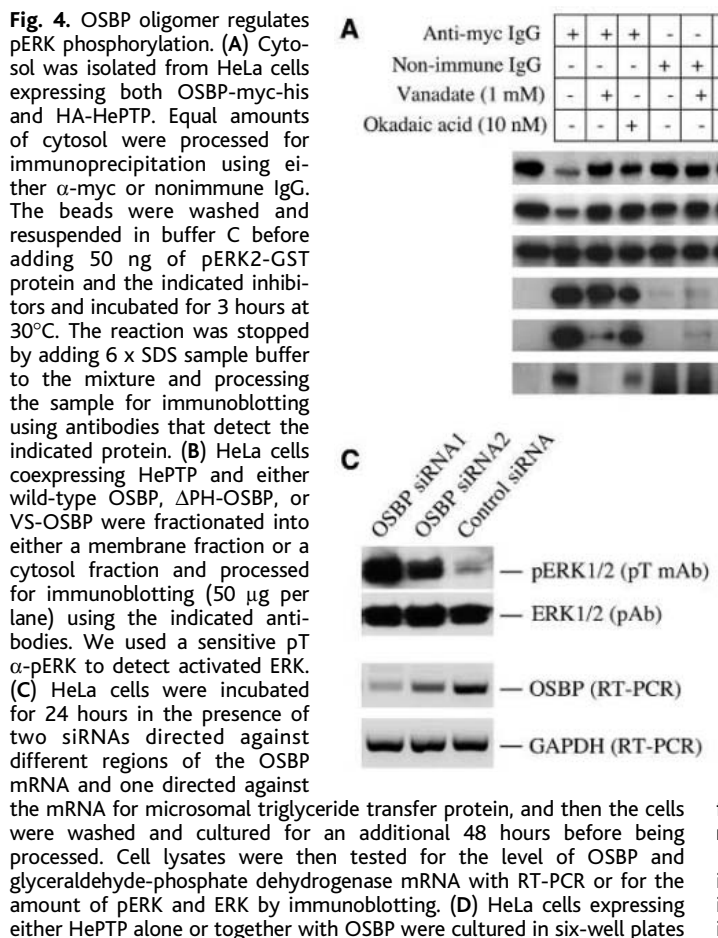 Fig. 4. OSBP oligomer regulates
pERK phosphorylation. (A) Cyto-
sol was isolated from HeLa cells
expressing both OSBP-myc-his
and HA-HePTP. Equal amounts
of cytosol were processed for
immunoprecipitation using ei-
ther α-myc or nonimmune IgG.
The beads were washed and
resuspended in buffer C before
adding 50 ng of pERK2-GST
protein and the indicated inhibi-
tors and incubated for 3 hours at
30°C. The reaction was stopped
by adding 6 x SDS sample buffer
to the mixture and processing
the sample for immunoblotting
using antibodies that detect the
indicated protein. (B) HeLa cells
coexpressing HePTP and either
wild-type OSBP, ΔPH-OSBP, or
VS-OSBP were fractionated into
either a membrane fraction or a
cytosol fraction and processed
for immunoblotting (50 μg per
lane) using the indicated anti-
bodies. We used a sensitive pT
α-pERK to detect activated ERK.
(C) HeLa cells were incubated
for 24 hours in the presence of
two siRNAs directed against
different regions of the OSBP
mRNA and one directed against
the mRNA for microsomal triglyceride transfer protein, and then the cells
were washed and cultured for an additional 48 hours before being
processed. Cell lysates were then tested for the level of OSBP and
glyceraldehyde-phosphate dehydrogenase mRNA with RT-PCR or for the
amount of pERK and ERK by immunoblotting. (D) HeLa cells expressing
either HePTP alone or together with OSBP were cultured in six-well plates
A
Anti-myc IgG + + + - -
Non-immune IgG - - - + +
Vanadate (1 mM) - + - - +
Okadaic acid (10 nM) - - + - -
C
OSBP siRNA1
OSBP siRNA2
Control siRNA
— pERK1/2 (pT mAb)
— ERK1/2 (pAb)
— OSBP (RT-PCR)
— GAPDH (RT-PCR)